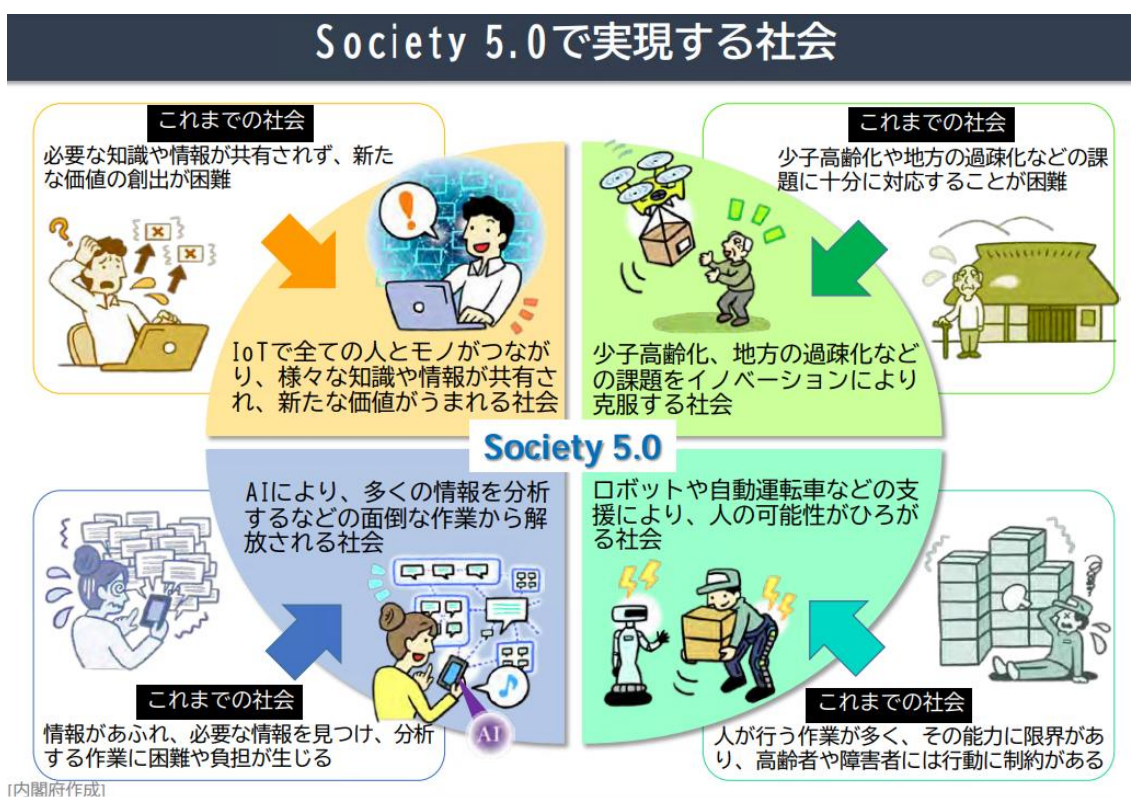 Society 5.0で実現する社会
これまでの社会
必要な知識や情報が共有されず、新た
な価値の創出が困難
IoTで全ての人とモノがつなが
り、様々な知識や情報が共有さ
れ、新たな価値がうまれる社会
これまでの社会
少子高齢化や地方の過疎化などの課
題に十分に対応することが困難
少子高齢化、地方の過疎化など
の課題をイノベーションにより
克服する社会
Society 5.0
AIにより、多くの情報を分析
するなどの面倒な作業から解
放される社会
AI
これまでの社会
情報があふれ、必要な情報を見つけ、分析
する作業に困難や負担が生じる
ロボットや自動運転車などの支
援により、人の可能性がひろが
る社会
これまでの社会
人が行う作業が多く、その能力に限界があ
り、高齢者や障害者には行動に制約がある
[内閣府作成]